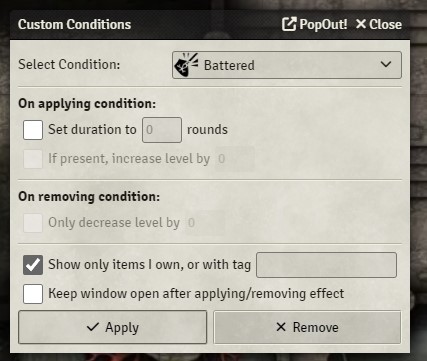 Custom Conditions PopOut! Close
Select Condition: Battered
On applying condition:
Set duration to 0 rounds
If present, increase level by 0
On removing condition:
Only decrease level by 0
Show only items I own, or with tag
Keep window open after applying/removing effect
Apply Remove